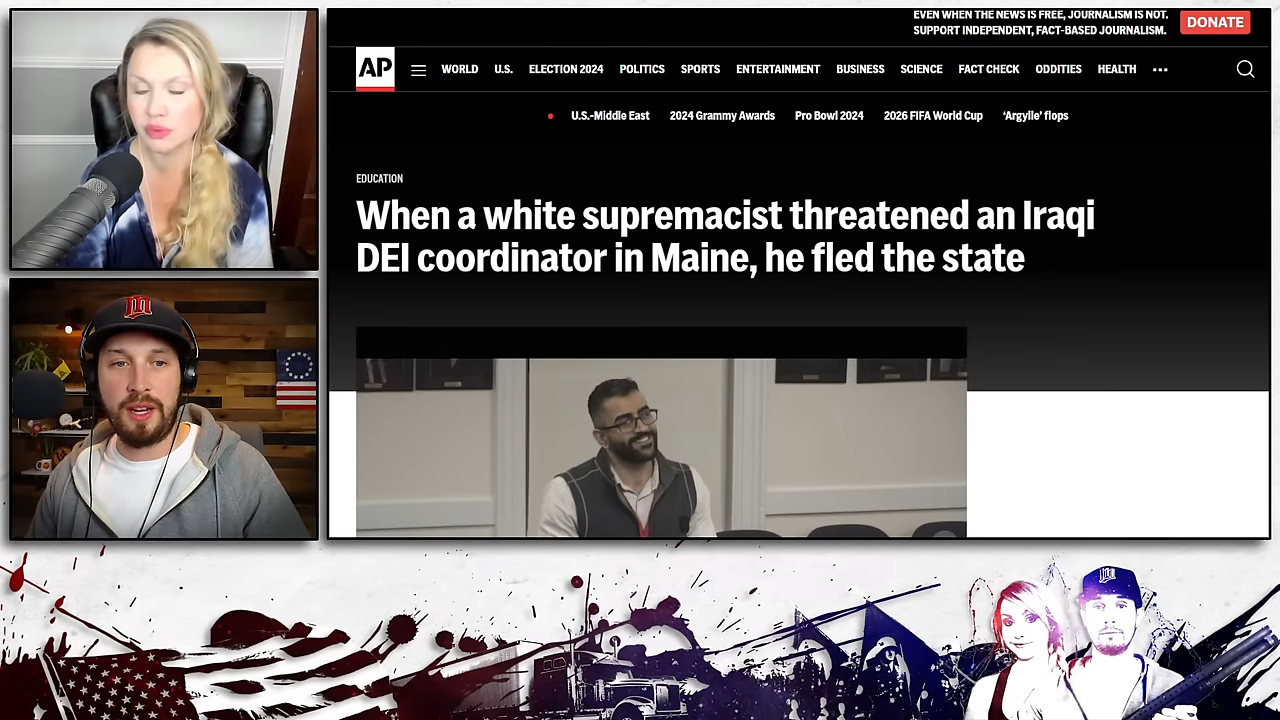 EVEN WHEN THE NEWS IS FREE, JOURNALISM IS NOT.
SUPPORT INDEPENDENT, FACT-BASED JOURNALISM.
DONATE
AP
WORLD U.S. ELECTION 2024 POLITICS SPORTS ENTERTAINMENT BUSINESS SCIENCE FACT CHECK ODDITIES HEALTH
U.S.-Middle East 2024 Grammy Awards Pro Bowl 2024 2026 FIFA World Cup ‘Argylle’ flops
EDUCATION
When a white supremacist threatened an Iraqi
DEI coordinator in Maine, he fled the state